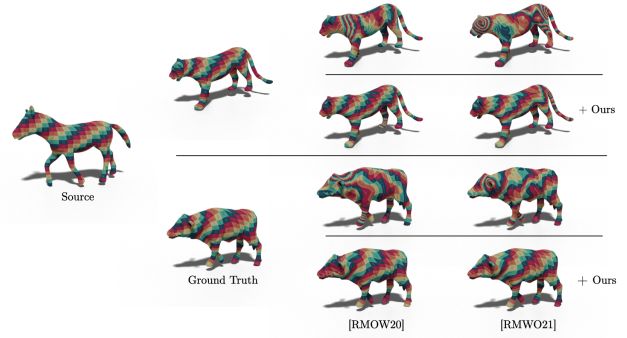 + Ours
Source
Ground Truth
+ Ours
[RMOW20]
[RMWO21]